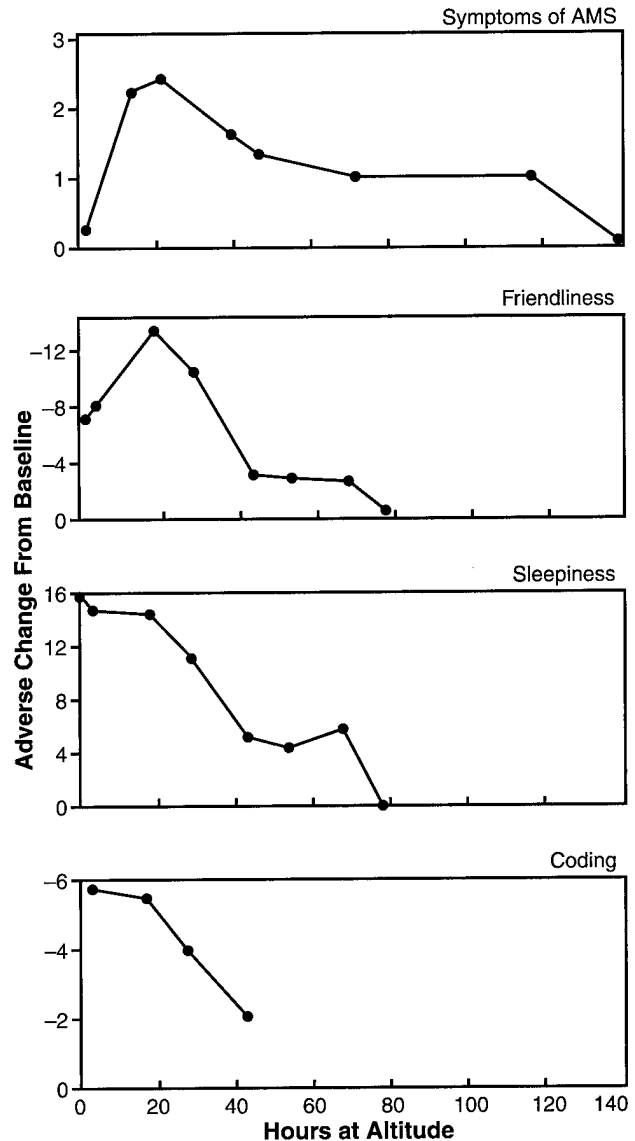 Symptoms of AMS
3
2
1
0
Friendliness
–12
–8
–4
0
Adverse Change From Baseline
Sleepiness
16
12
8
4
0
Coding
–6
–4
–2
0
0 20 40 60 80 100 120 140
Hours at Altitude